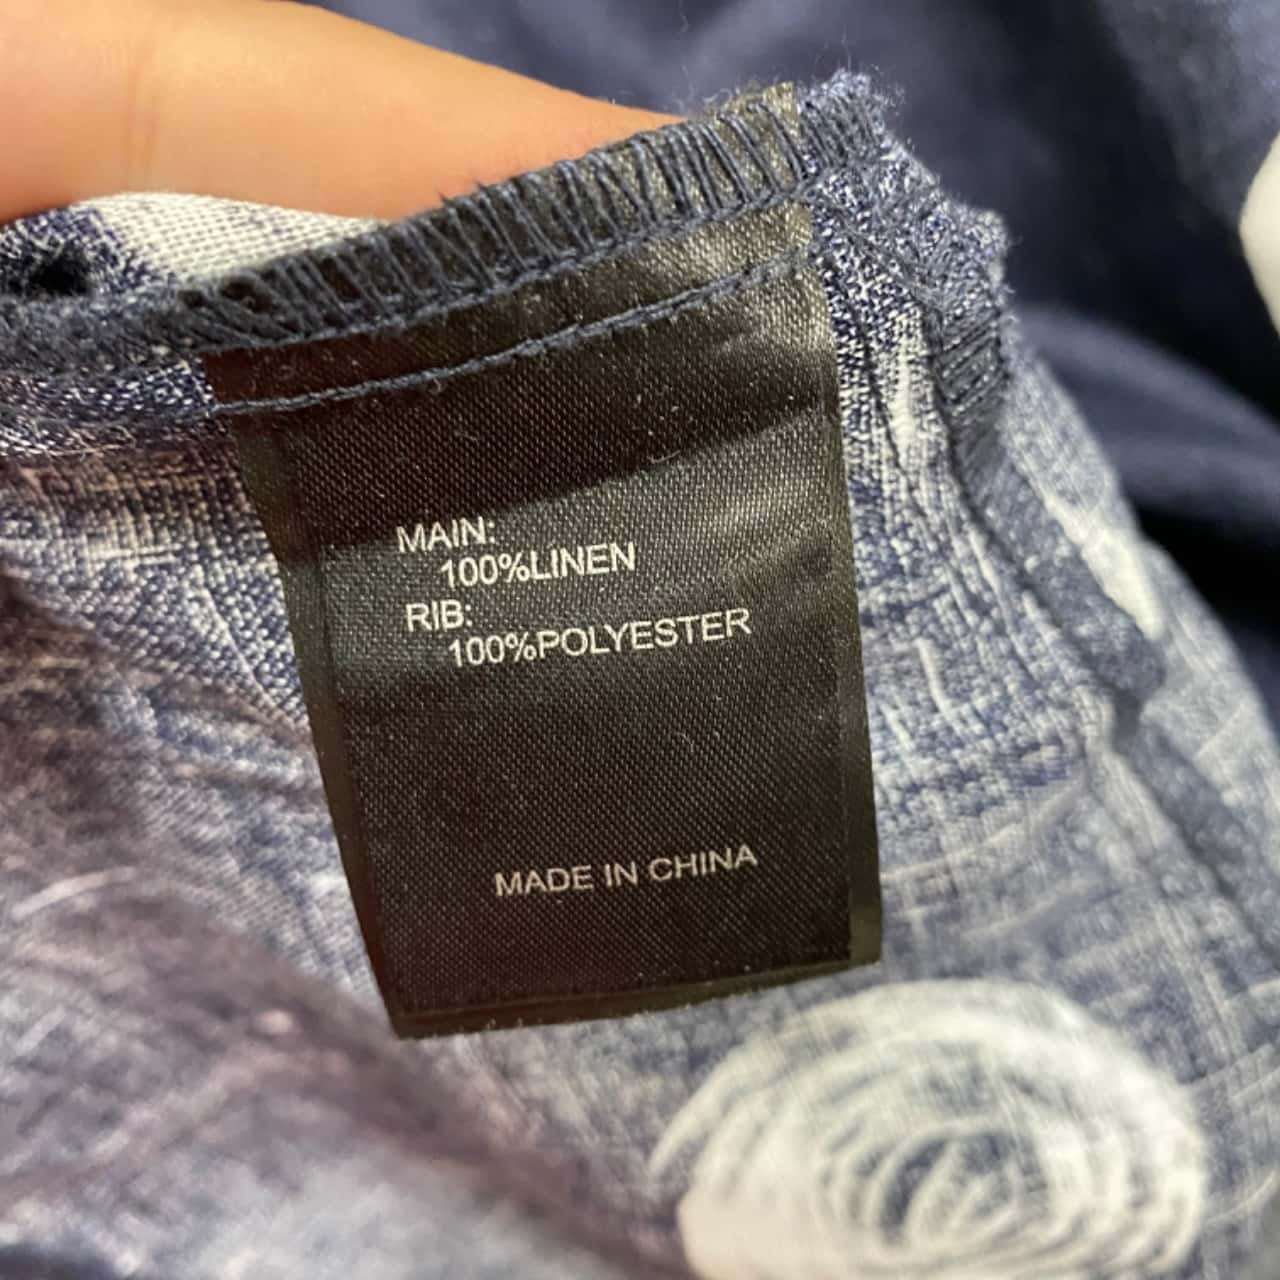 MAIN:
100%LINEN
RIB:
100%POLYESTER
MADE IN CHINA